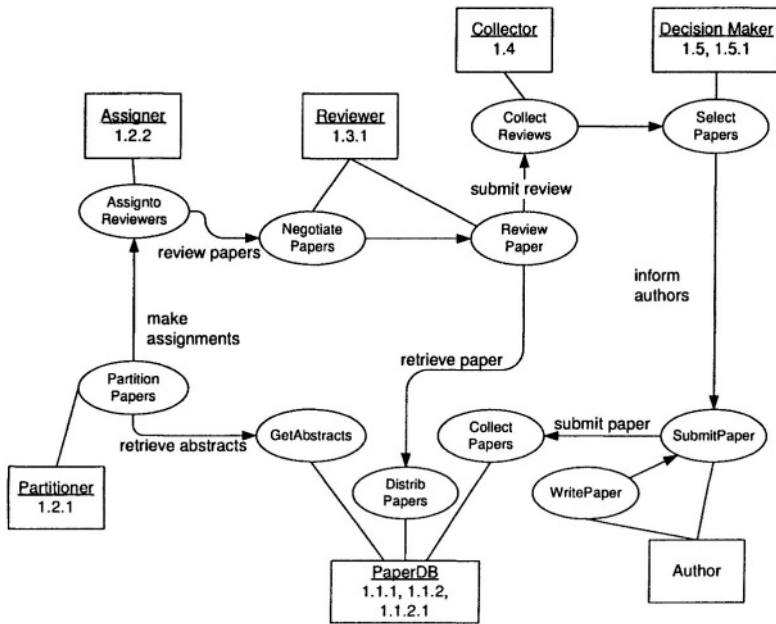 Collector
1.4
Decision Maker
1.5, 1.5.1
Assigner
1.2.2
Reviewer
1.3.1
Collect
Reviews
Select
Papers
submit review
Assignto
Reviewers
review papers
Negotiate
Papers
Review
Paper
inform
authors
make
assignments
retrieve paper
Partition
Papers
retrieve abstracts
GetAbstracts
Collect
Papers
submit paper
SubmitPaper
Partitioner
1.2.1
Distrib
Papers
WritePaper
PaperDB
1.1.1, 1.1.2,
1.1.2.1
Author